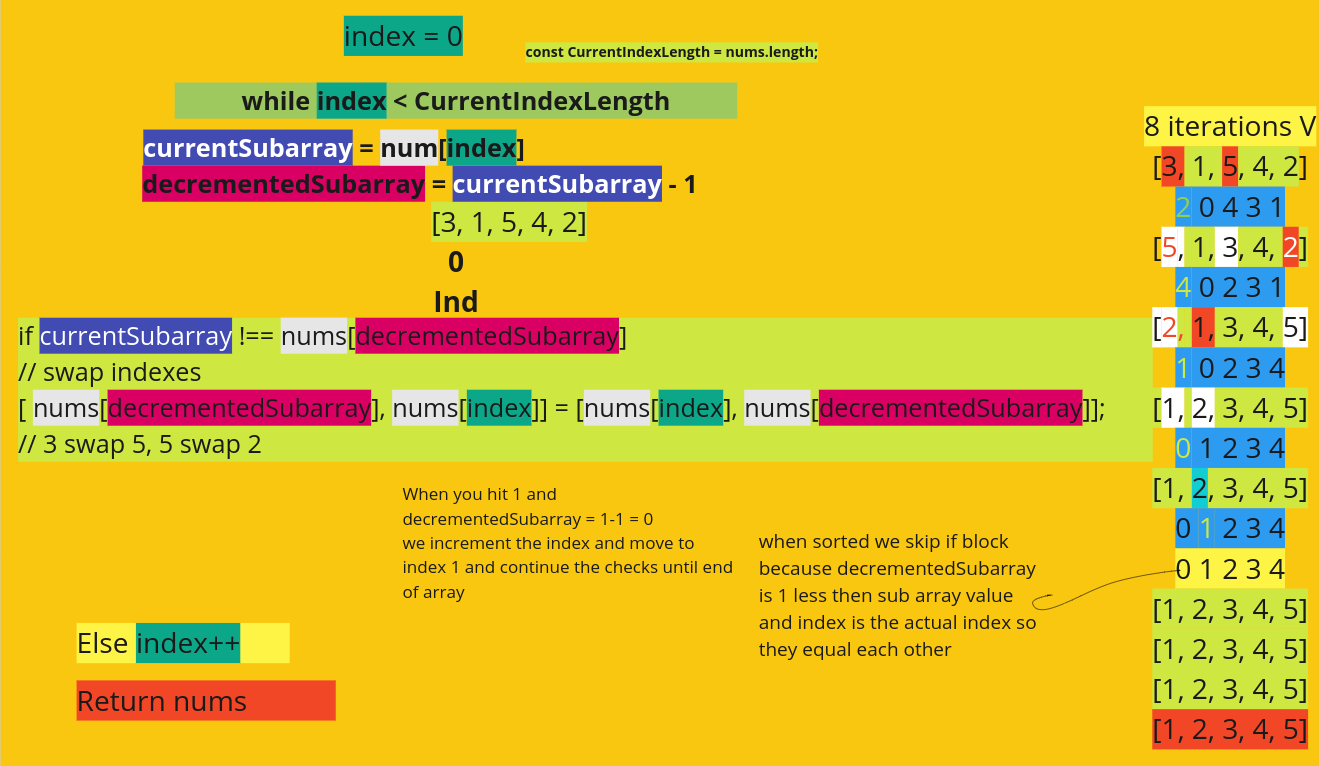 index = 0
const CurrentIndexLength = nums.length;
while index < CurrentIndexLength
currentSubarray = num[index]
decrementedSubarray = currentSubarray - 1
[3, 1, 5, 4, 2]
0
Ind
if currentSubarray !== nums[decrementedSubarray]
// swap indexes
[ nums[decrementedSubarray], nums[index]] = [nums[index], nums[decrementedSubarray]];
// 3 swap 5, 5 swap 2
When you hit 1 and
decrementedSubarray = 1-1 = 0
we increment the index and move to
index 1 and continue the checks until end
of array
when sorted we skip if block
because decrementedSubarray
is 1 less then sub array value
and index is the actual index so
they equal each other
Else index++
Return nums
8 iterations V
[3, 1, 5, 4, 2]
2 0 4 3 1
[5, 1, 3, 4, 2]
4 0 2 3 1
[2, 1, 3, 4, 5]
1 0 2 3 4
[1, 2, 3, 4, 5]
0 1 2 3 4
[1, 2, 3, 4, 5]
0 1 2 3 4
0 1 2 3 4
[1, 2, 3, 4, 5]
[1, 2, 3, 4, 5]
[1, 2, 3, 4, 5]
[1, 2, 3, 4, 5]